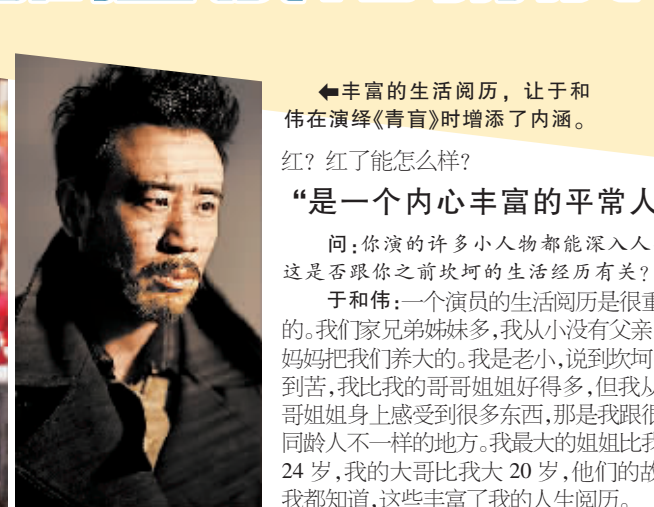 ←丰富的生活阅历，让于和
伟在演绎《青盲》时增添了内涵。
红？红了能怎么样？
“是一个内心丰富的平常人
问：你演的许多小人物都能深入人
这是否跟你之前坎坷的生活经历有关？
于和伟：一个演员的生活阅历是很重
的。我们家兄弟姊妹多，我从小没有父亲
妈妈把我们养大的。我是老小，说到坎坷
到苦，我比我的哥哥姐姐好得多，但我从
哥姐姐身上感受到很多东西，那是我跟很
同龄人不一样的地方。我最大的姐姐比我
24 岁，我的大哥比我大 20 岁，他们的故
我都知道，这些丰富了我的人生阅历。